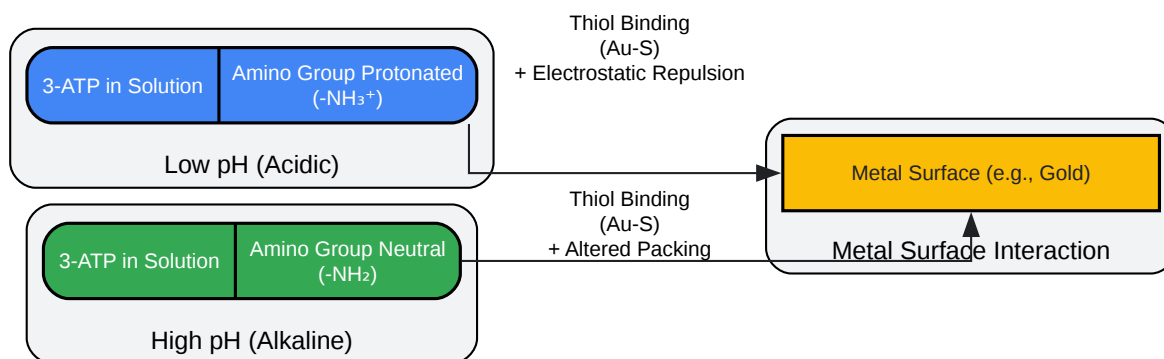 Thiol Binding
(Au-S)
+ Electrostatic Repulsion
3-ATP in Solution
Amino Group Protonated
(-NH₃⁺)
Low pH (Acidic)
Metal Surface (e.g., Gold)
Metal Surface Interaction
Thiol Binding
(Au-S)
+ Altered Packing
3-ATP in Solution
Amino Group Neutral
(-NH₂)
High pH (Alkaline)